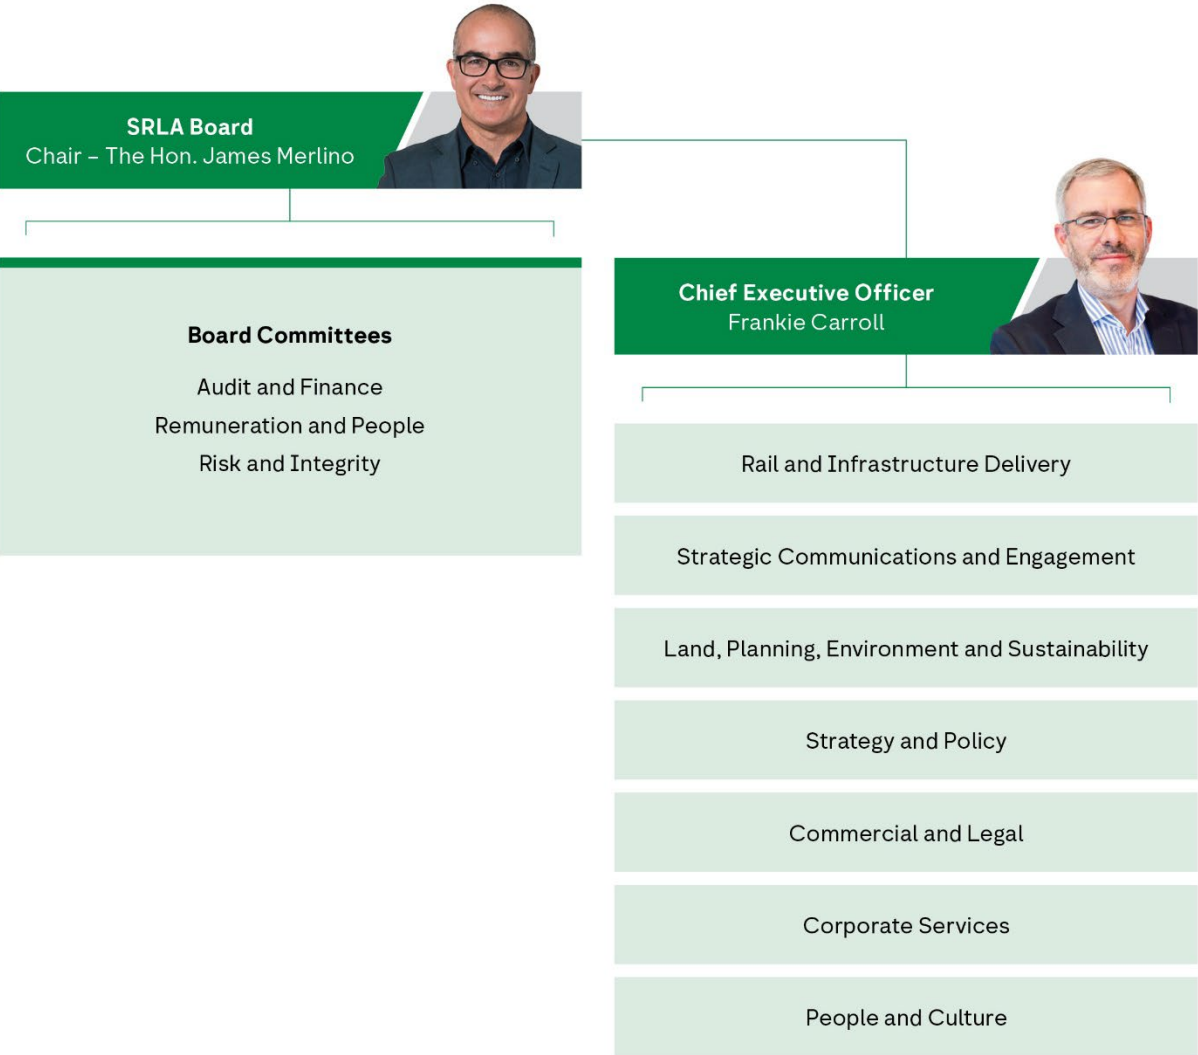 SRLA Board
Chair – The Hon. James Merlino
Board Committees
Audit and Finance
Remuneration and People
Risk and Integrity
Chief Executive Officer
Frankie Carroll
Rail and Infrastructure Delivery
Strategic Communications and Engagement
Land, Planning, Environment and Sustainability
Strategy and Policy
Commercial and Legal
Corporate Services
People and Culture